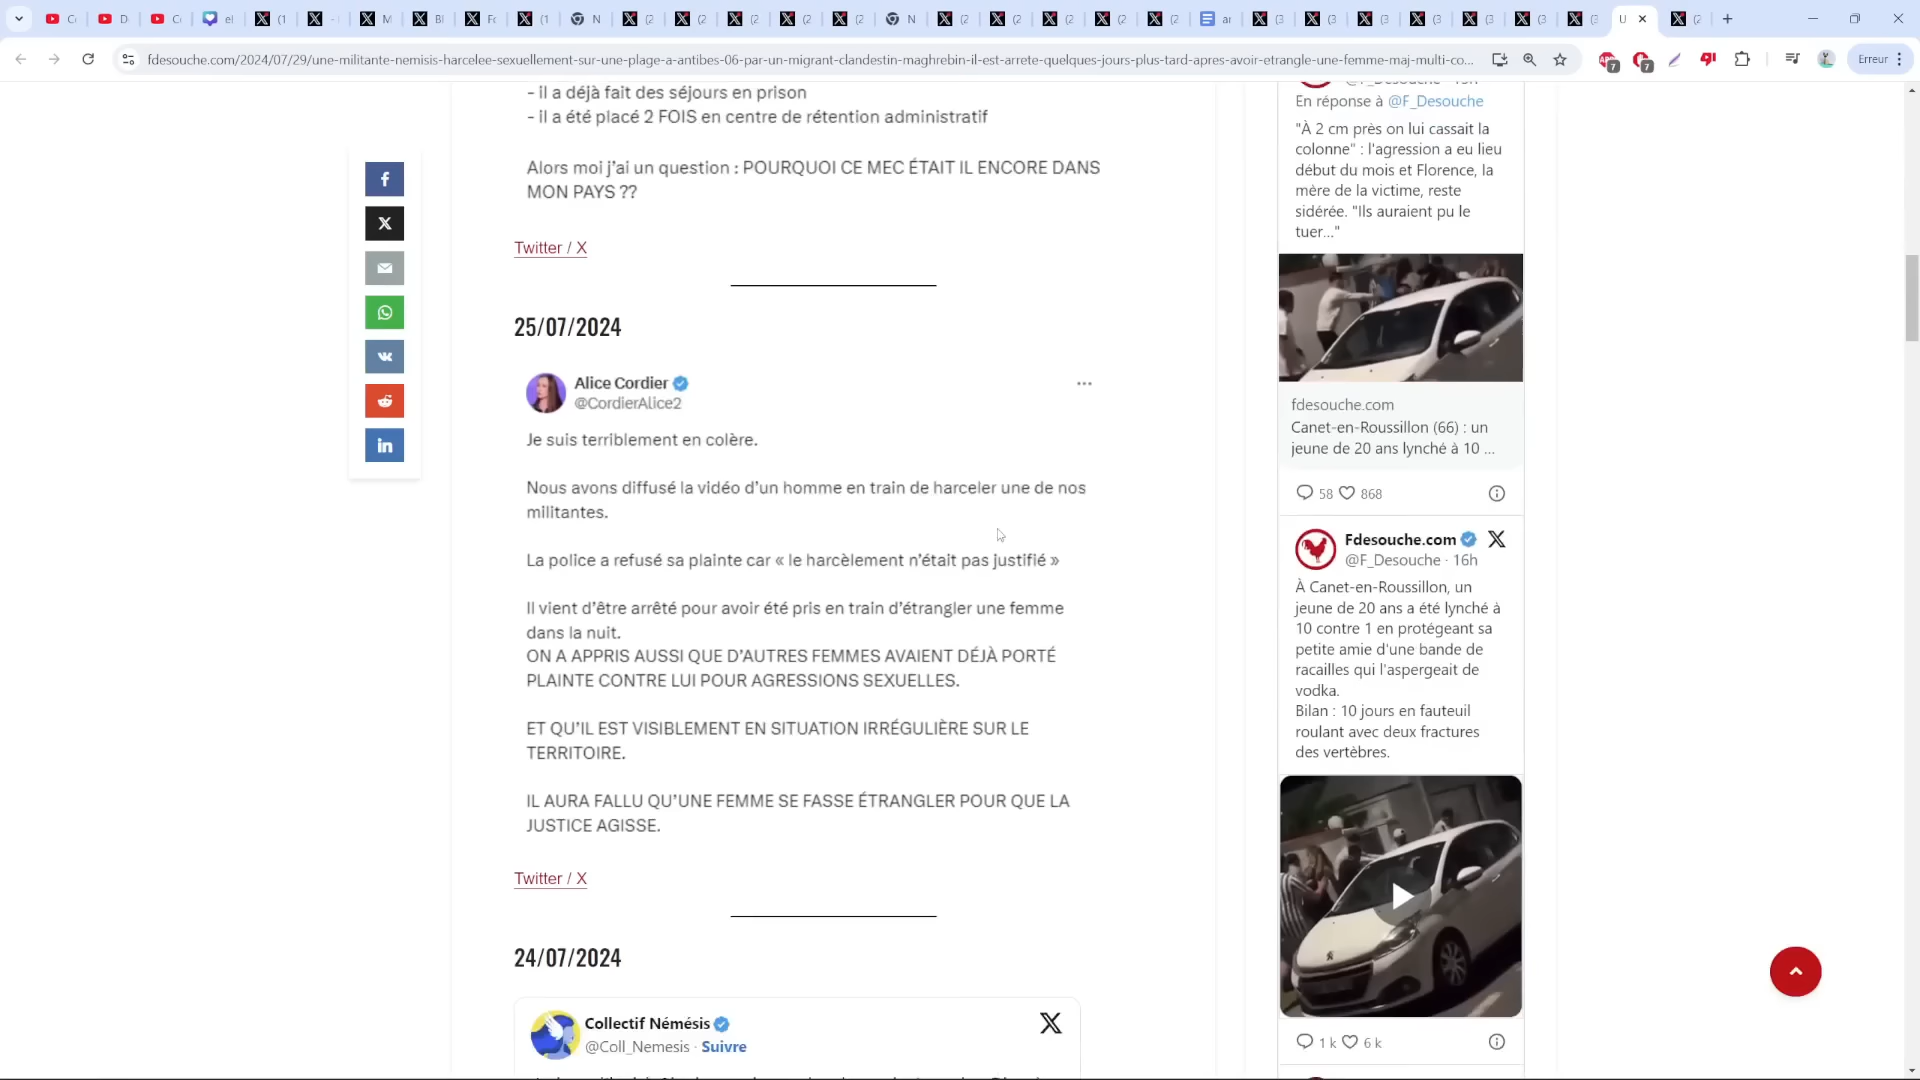 fdesouche.com/2024/07/29/une-militante-nemisis-harcelee-sexuellement-sur-une-plage-a-antibes-06-par-un-migrant-clandestin-maghrebin-il-est-arrete-quelques-jours-plus-tard-apres-avoir-etrangle-une-femme-maj-multi-co...
7
7
Erreur
- il a déjà fait des séjours en prison
- il a été placé 2 FOIS en centre de rétention administratif
Alors moi j'ai un question : POURQUOI CE MEC ÉTAIT IL ENCORE DANS
MON PAYS ??
Twitter / X
25/07/2024
Alice Cordier
@CordierAlice2
Je suis terriblement en colère.
Nous avons diffusé la vidéo d'un homme en train de harceler une de nos
militantes.
La police a refusé sa plainte car « le harcèlement n'était pas justifié »
Il vient d'être arrêté pour avoir été pris en train d'étrangler une femme
dans la nuit.
ON A APPRIS AUSSI QUE D'AUTRES FEMMES AVAIENT DÉJÀ PORTÉ
PLAINTE CONTRE LUI POUR AGRESSIONS SEXUELLES.
ET QU'IL EST VISIBLEMENT EN SITUATION IRRÉGULIÈRE SUR LE
TERRITOIRE.
IL AURA FALLU QU'UNE FEMME SE FASSE ÉTRANGLER POUR QUE LA
JUSTICE AGISSE.
Twitter / X
24/07/2024
Collectif Némésis
@Coll_Nemesis · Suivre
En réponse à @F_Desouche
"À 2 cm près on lui cassait la
colonne" : l'agression a eu lieu
début du mois et Florence, la
mère de la victime, reste
sidérée. "Ils auraient pu le
tuer..."
fdesouche.com
Canet-en-Roussillon (66) : un
jeune de 20 ans lynché à 10 ...
58 868
Fdesouche.com
@F_Desouche · 16h
À Canet-en-Roussillon, un
jeune de 20 ans a été lynché à
10 contre 1 en protégeant sa
petite amie d'une bande de
racailles qui l'aspergeait de
vodka.
Bilan : 10 jours en fauteuil
roulant avec deux fractures
des vertèbres.
1 k 6 k